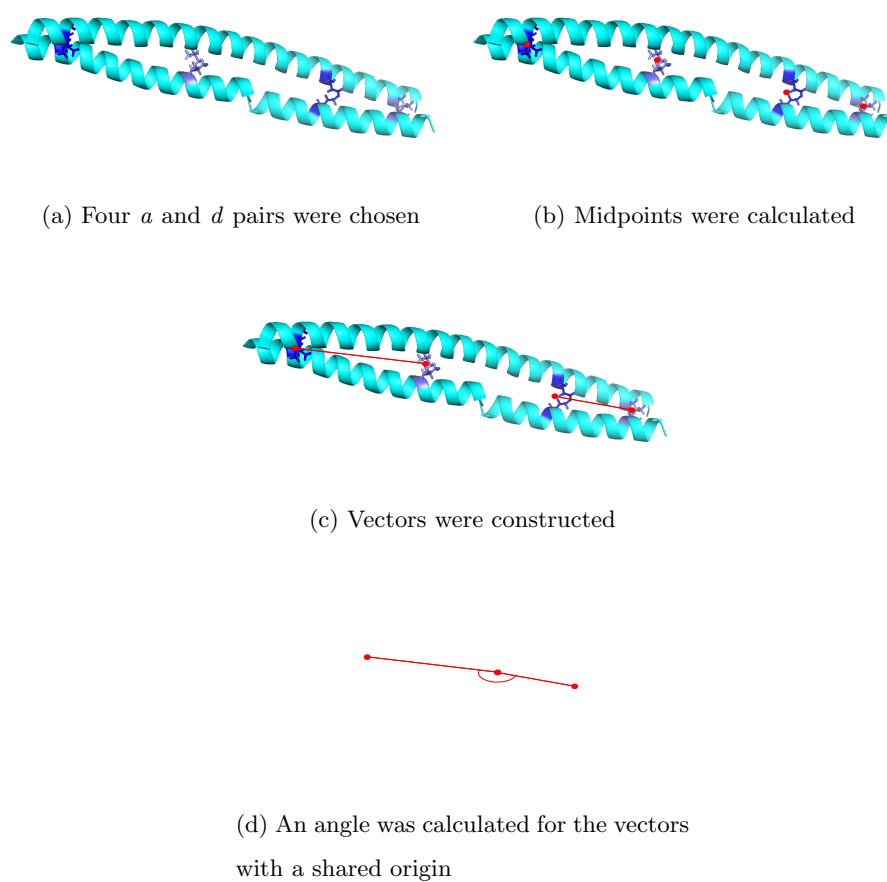 (a) Four a and d pairs were chosen
(b) Midpoints were calculated
(c) Vectors were constructed
(d) An angle was calculated for the vectors
with a shared origin